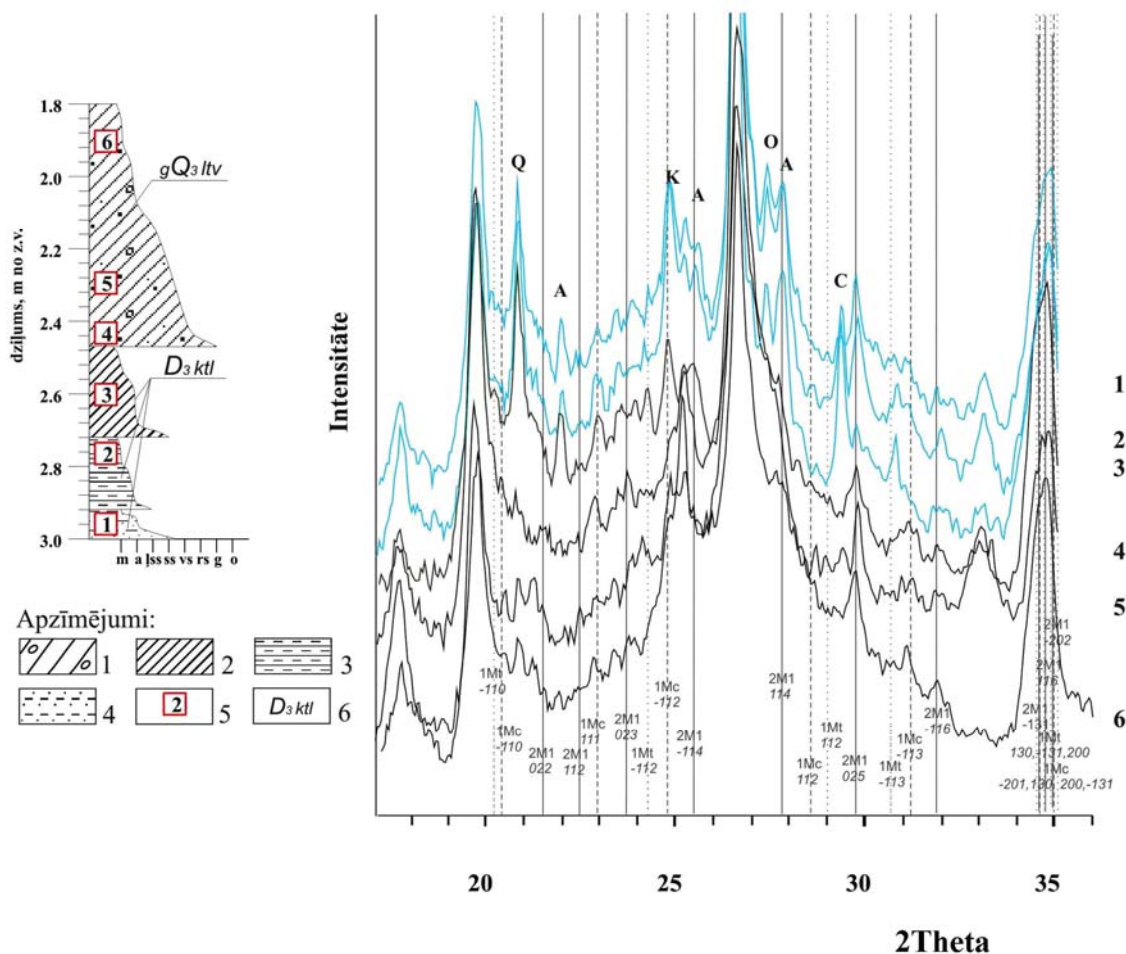 1.8
6
gQ3 ltv
2.0
2.2
5
2.4
4
D3 ktl
3
2.6
2
2.8
1
3.0
m a lss ss vs rs g o
dziļums, m no z.v.
Apzīmējumi:
1
2
3
4
2 5
D3 ktl 6
Intensitāte
Q
A
K
A
O
A
C
1
2
3
4
5
6
1Mt
-110
1Mc
-110
2M1
022
2M1
112
1Mc
111
2M1
023
1Mt
-112
1Mc
-112
2M1
-114
2M1
114
1Mc
112
1Mt
112
2M1
025
1Mt
-113
1Mc
-113
2M1
-116
2M1
-202
2M1
116
2M1
-131
1Mt
130,-131,200
1Mc
-201,130, 200,-131
20 25 30 35
2Theta